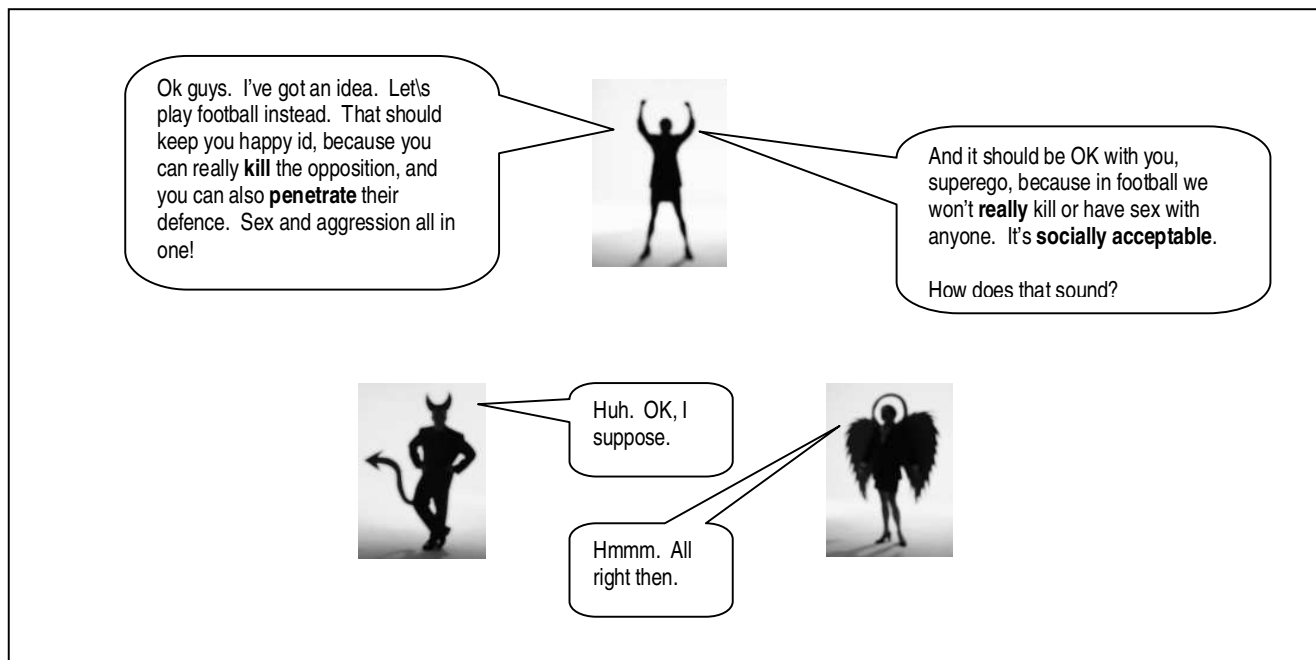 Ok guys.  I've got an idea.  Let\s
play football instead.  That should
keep you happy id, because you
can really kill the opposition, and
you can also penetrate their
defence.  Sex and aggression all in
one!
And it should be OK with you,
superego, because in football we
won't really kill or have sex with
anyone.  It's socially acceptable.
How does that sound?
Huh.  OK, I
suppose.
Hmmm.  All
right then.